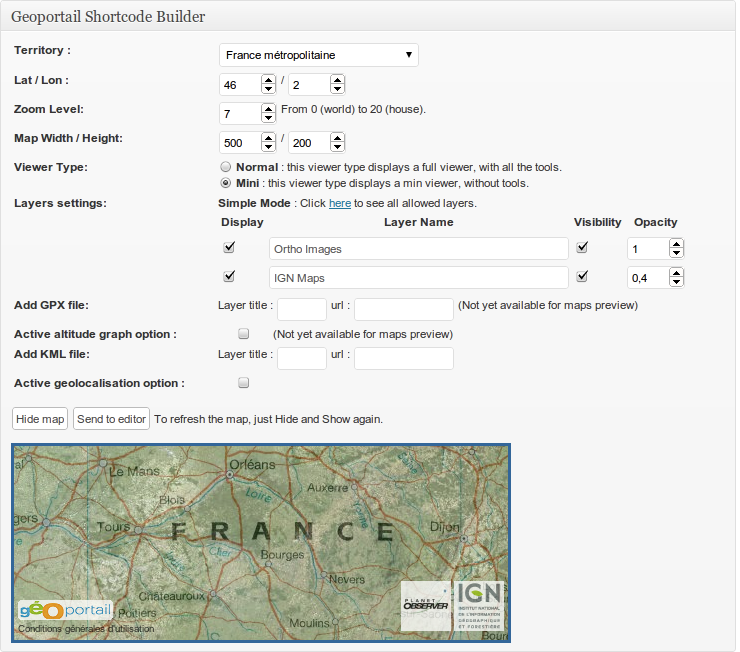 Geoportail Shortcode Builder
Territory : France métropolitaine
Lat / Lon : 46 / 2
Zoom Level: 7 From 0 (world) to 20 (house).
Map Width / Height: 500 / 200
Viewer Type: Normal : this viewer type displays a full viewer, with all the tools.
Mini : this viewer type displays a min viewer, without tools.
Layers settings: Simple Mode : Click here to see all allowed layers.
Display Layer Name Visibility Opacity
Ortho Images 1
IGN Maps 0,4
Add GPX file: Layer title : url : (Not yet available for maps preview)
Active altitude graph option : (Not yet available for maps preview)
Add KML file: Layer title : url :
Active geolocalisation option :
Hide map Send to editor To refresh the map, just Hide and Show again.
Le Mans
Orléans
Auxerre
Blois
Loire
Yonne
gers
Tours
FRANCE
Dijon
Cher
Bourges
Nevers
Châteauroux
géoportail
Poitiers
Moulins
PLANET OBSERVER
IGN
INSTITUT NATIONAL
DE L'INFORMATION
GÉOGRAPHIQUE
ET FORESTIÈRE
Conditions générales d'utilisation
Bour